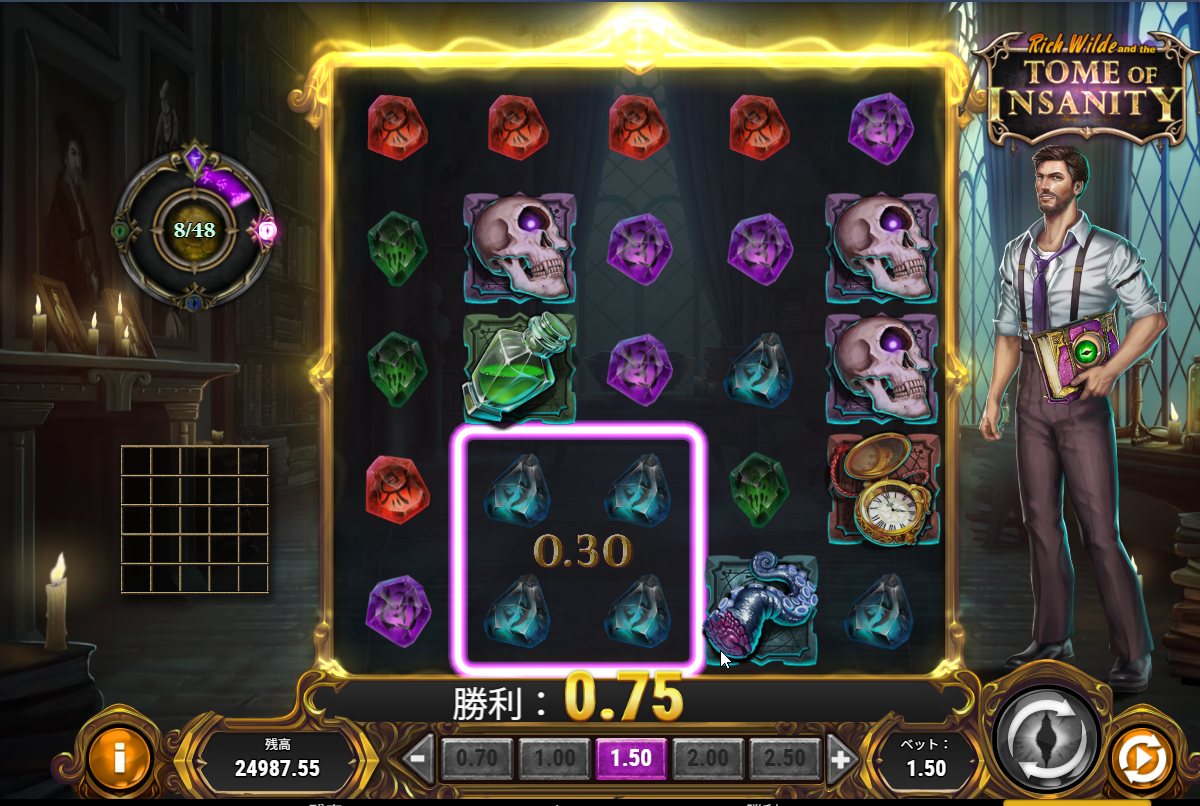 Rich Wilde and the
TOME OF
INSANITY
8/48
0.30
勝利：0.75
残高
24987.55
0.70
1.00
1.50
2.00
2.50
ベット：
1.50